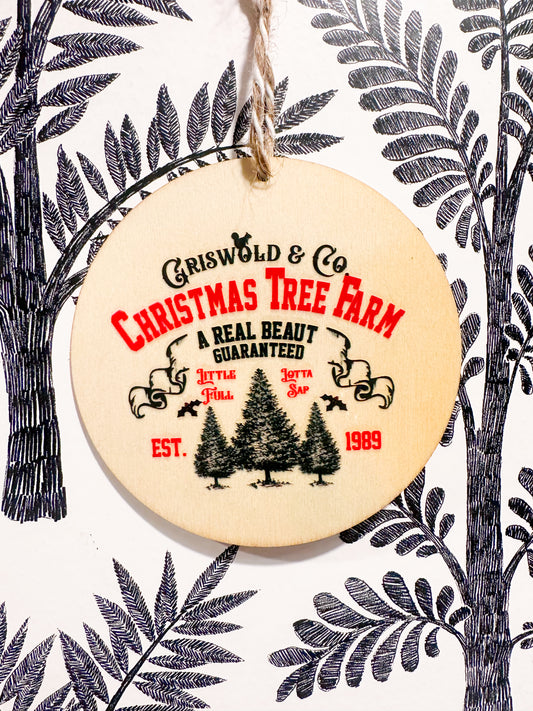 GRISWOLD & CO.
CHRISTMAS TREE FARM
A REAL BEAUT
GUARANTEED
LITTLE FULL
LOTTA SAP
EST. 1989